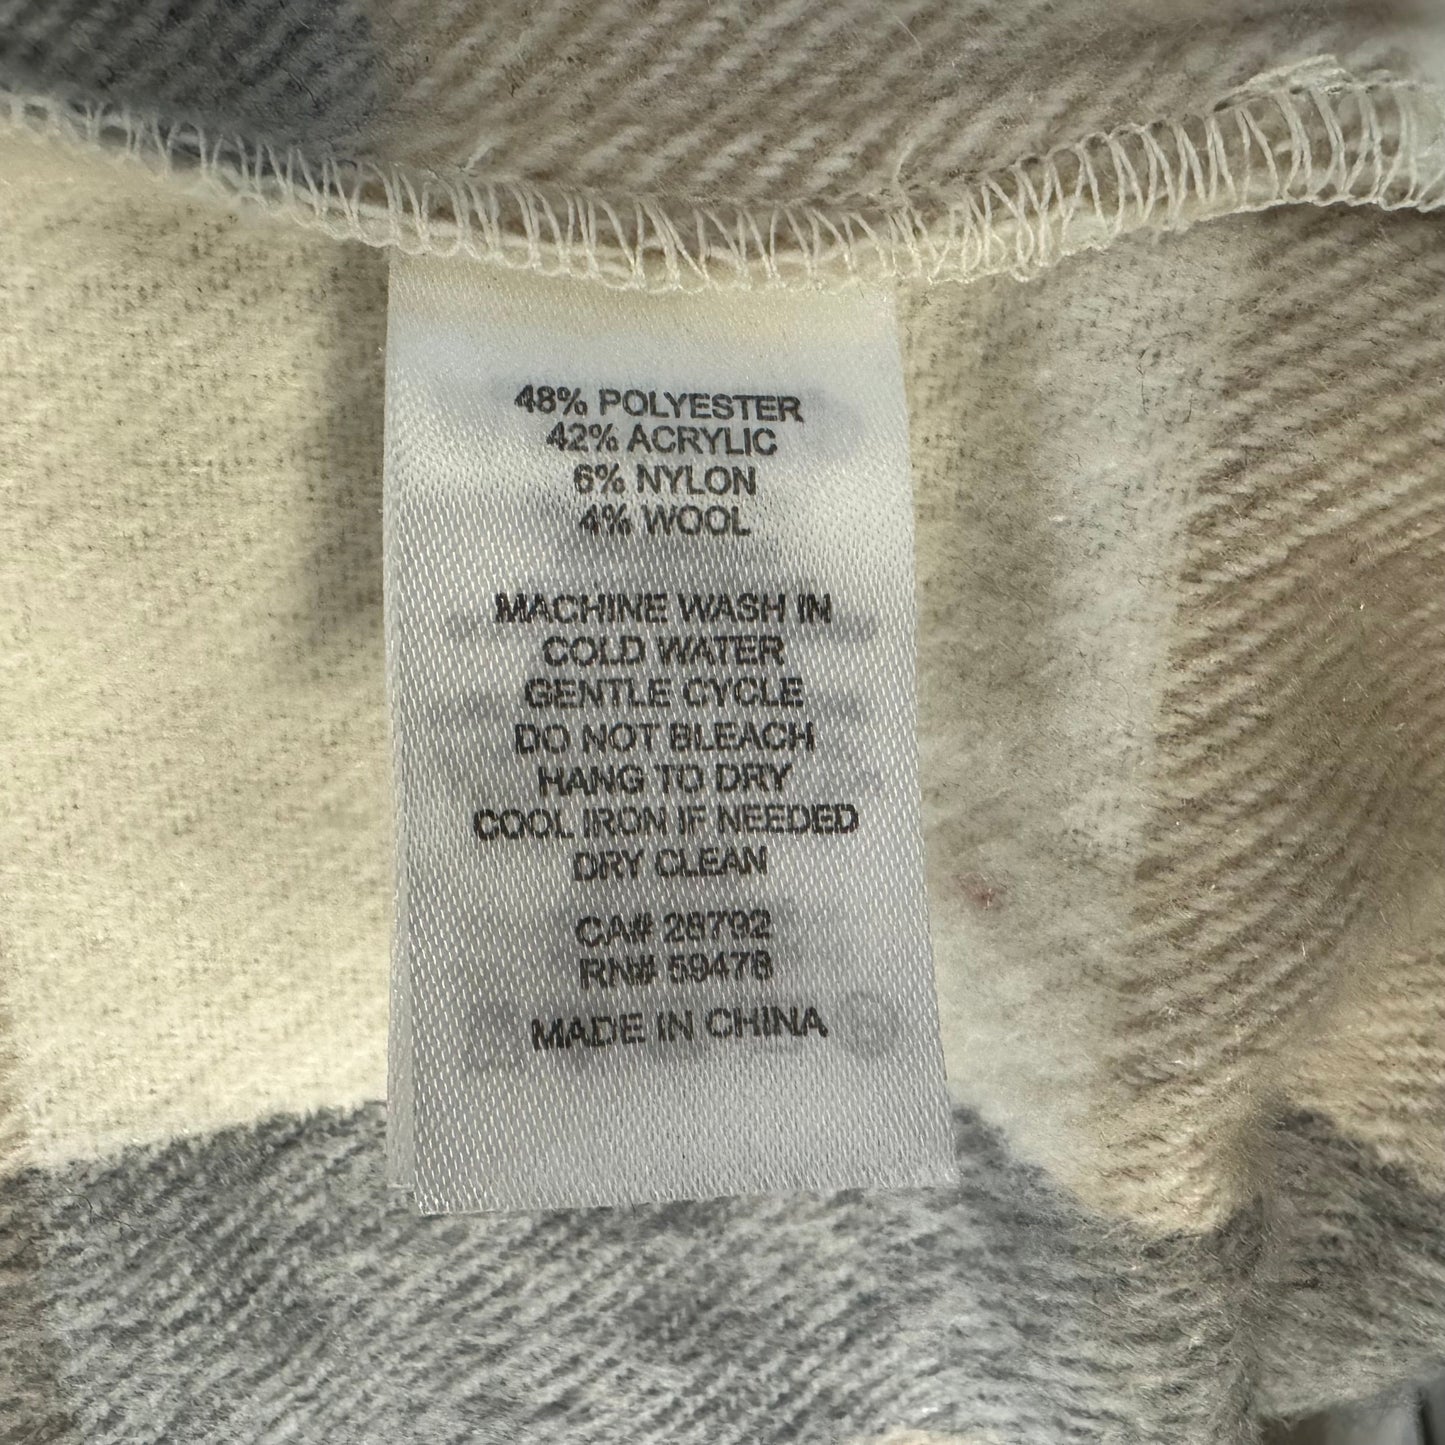 48% POLYESTER
42% ACRYLIC
6% NYLON
4% WOOL
MACHINE WASH IN
COLD WATER
GENTLE CYCLE
DO NOT BLEACH
HANG TO DRY
COOL IRON IF NEEDED
DRY CLEAN
CA# 28792
RN# 59478
MADE IN CHINA